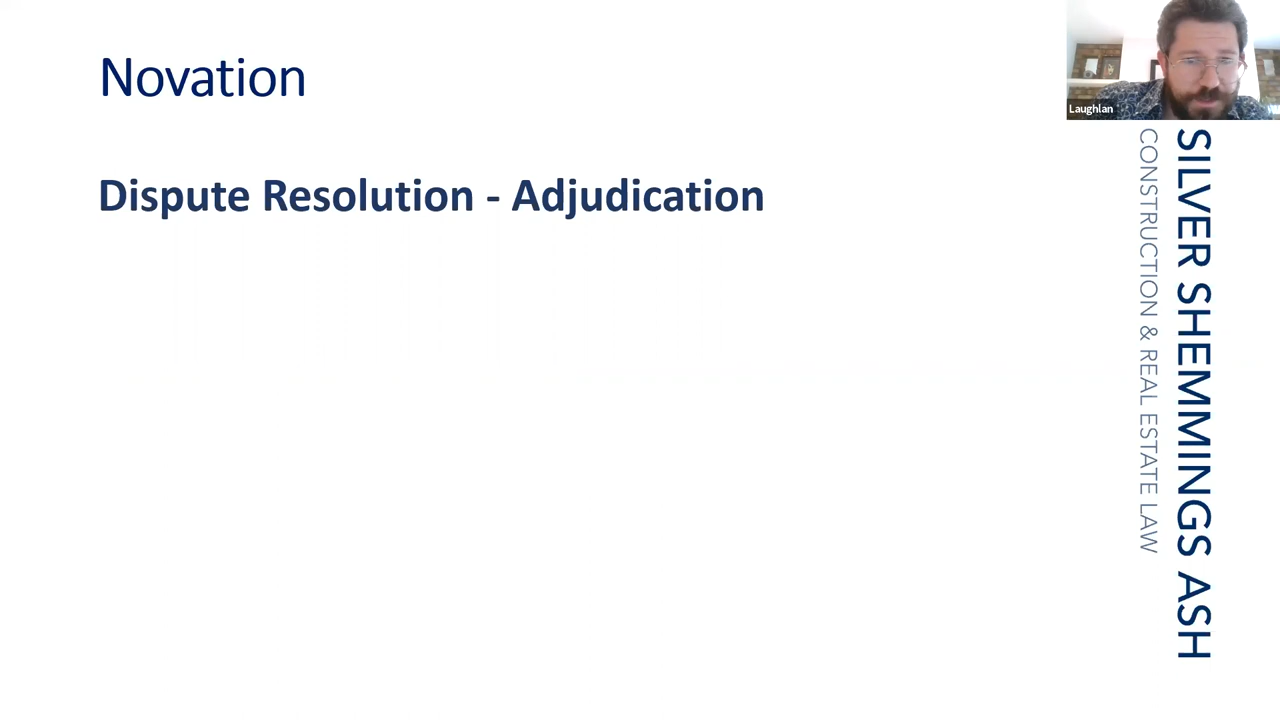 Novation
Laughlan
Dispute Resolution - Adjudication
SILVER SHEMMINGS ASH
CONSTRUCTION & REAL ESTATE LAW